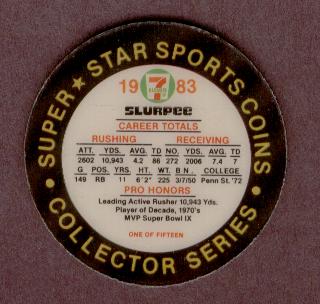 SUPER ★ STAR SPORTS COINS
• COLLECTOR SERIES •
19 7 ELEVEN 83
SLURPEE
CAREER TOTALS
RUSHING RECEIVING
ATT. YDS. AVG. TD NO. YDS. AVG. TD
2602 10,943 4.2 86 272 2006 7.4 7
G POS. YRS. HT. WT. BN. COLLEGE
149 RB 11 6'2" 225 3/7/50 Penn St. '72
PRO HONORS
Leading Active Rusher 10,943 Yds.
Player of Decade, 1970's
MVP Super Bowl IX
ONE OF FIFTEEN